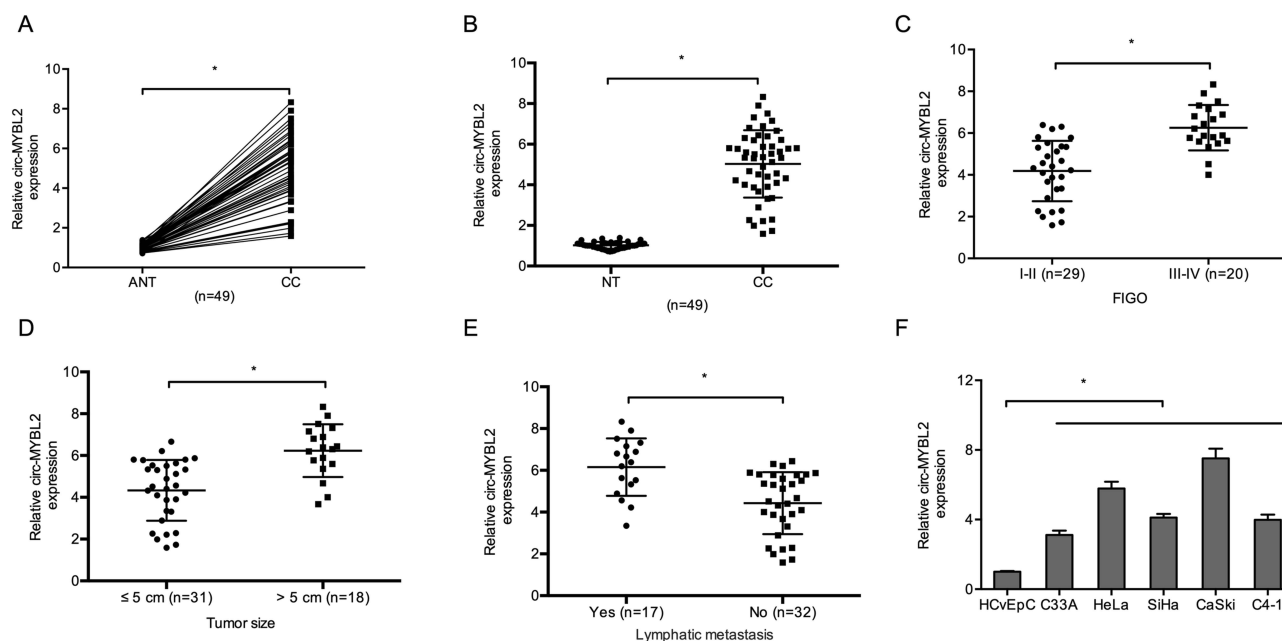 A
Relative circ-MYBL2
expression
10
8
6
4
2
0
*
ANT
CC
(n=49)
B
Relative circ-MYBL2
expression
10
8
6
4
2
0
*
NT
CC
(n=49)
C
Relative circ-MYBL2
expression
10
8
6
4
2
0
*
I-II (n=29)
III-IV (n=20)
FIGO
D
Relative circ-MYBL2
expression
10
8
6
4
2
0
*
≤ 5 cm (n=31)
> 5 cm (n=18)
Tumor size
E
Relative circ-MYBL2
expression
10
8
6
4
2
0
*
Yes (n=17)
No (n=32)
Lymphatic metastasis
F
Relative circ-MYBL2
expression
12
8
4
0
*
HCvEpC
C33A
HeLa
SiHa
CaSki
C4-1